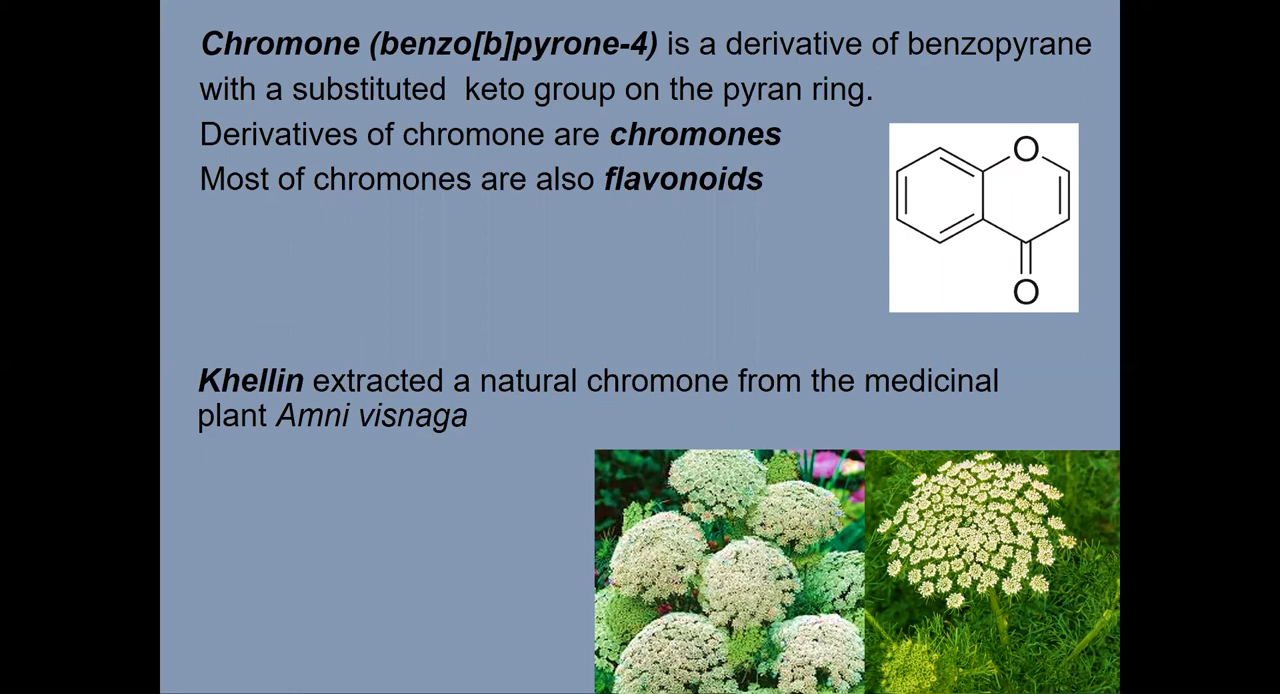 Chromone (benzo[b]pyrone-4) is a derivative of benzopyrane
with a substituted  keto group on the pyran ring.
Derivatives of chromone are chromones
Most of chromones are also flavonoids
O
O
Khellin extracted a natural chromone from the medicinal
plant Amni visnaga